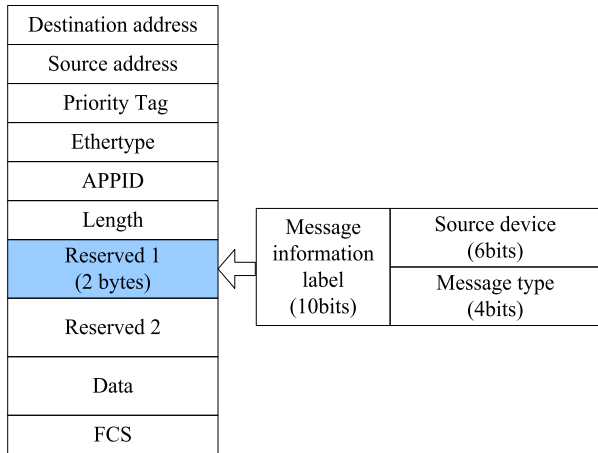 Destination address
Source address
Priority Tag
Ethertype
APPID
Length
Reserved 1
(2 bytes)
Reserved 2
Data
FCS
Message
information
label
(10bits)
Source device
(6bits)
Message type
(4bits)